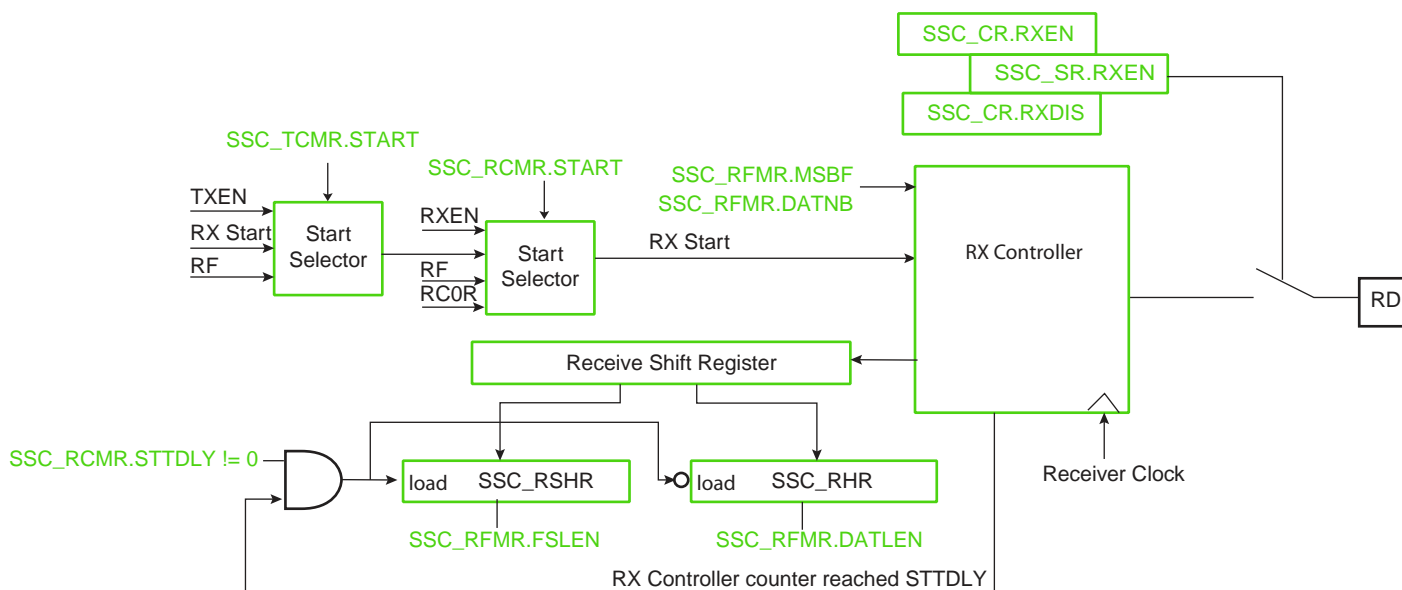 SSC_CR.RXEN
SSC_SR.RXEN
SSC_CR.RXDIS
SSC_TCMR.START
SSC_RCMR.START
SSC_RFMR.MSBF
SSC_RFMR.DATNB
TXEN
RX Start
RF
Start
Selector
RXEN
RF
RC0R
Start
Selector
RX Start
RX Controller
RD
Receive Shift Register
SSC_RCMR.STTDLY != 0
load
SSC_RSHR
load
SSC_RHR
Receiver Clock
SSC_RFMR.FSLEN
SSC_RFMR.DATLEN
RX Controller counter reached STTDLY